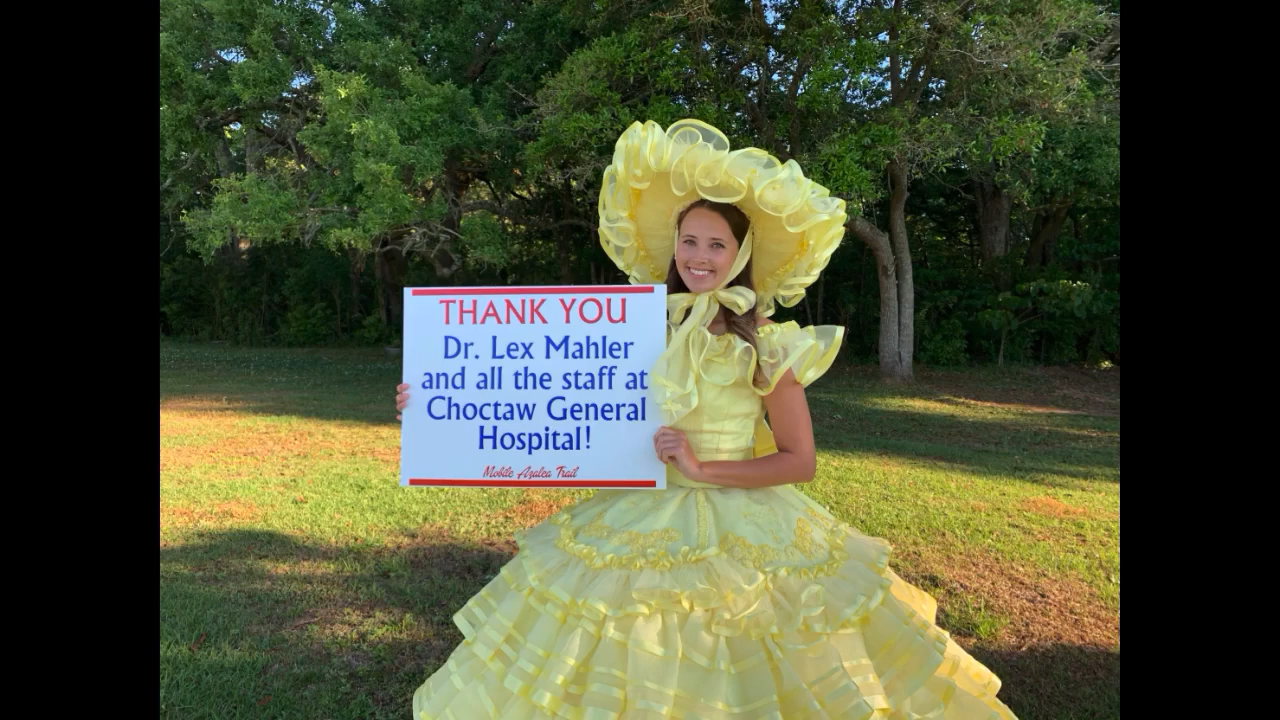 THANK YOU
Dr. Lex Mahler
and all the staff at
Choctaw General
Hospital!
Mobile Azalea Trail